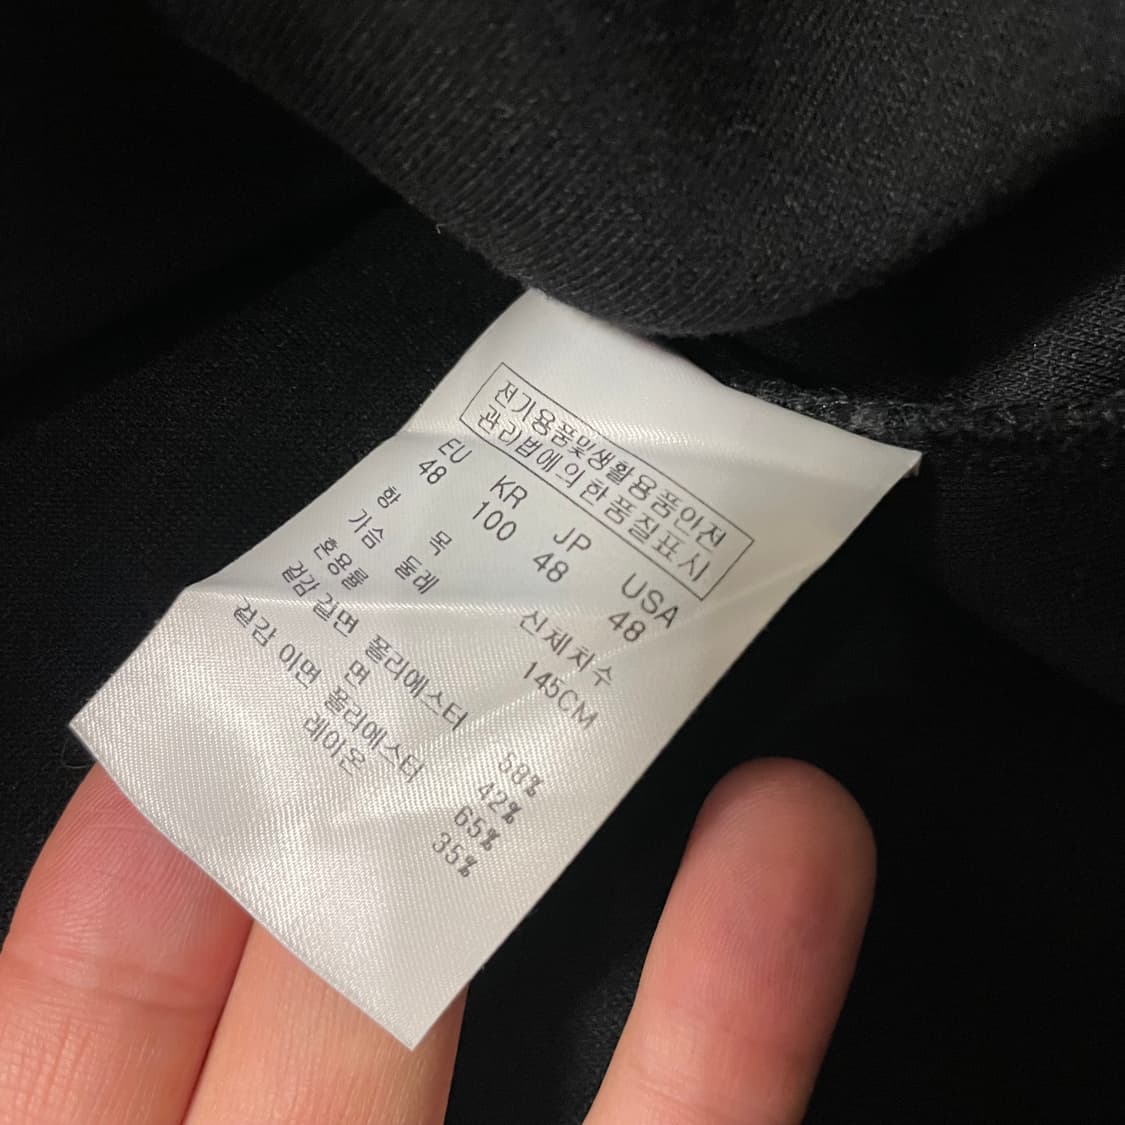 전기용품및생활용품안전
관리법에의한품질표시
EU KR JP USA
48 100 48 48
항 목 신체치수
가슴 둘레 145CM
혼용률
겉감 겉면 폴리에스터 58%
면 42%
겉감 이면 폴리에스터 65%
레이온 35%